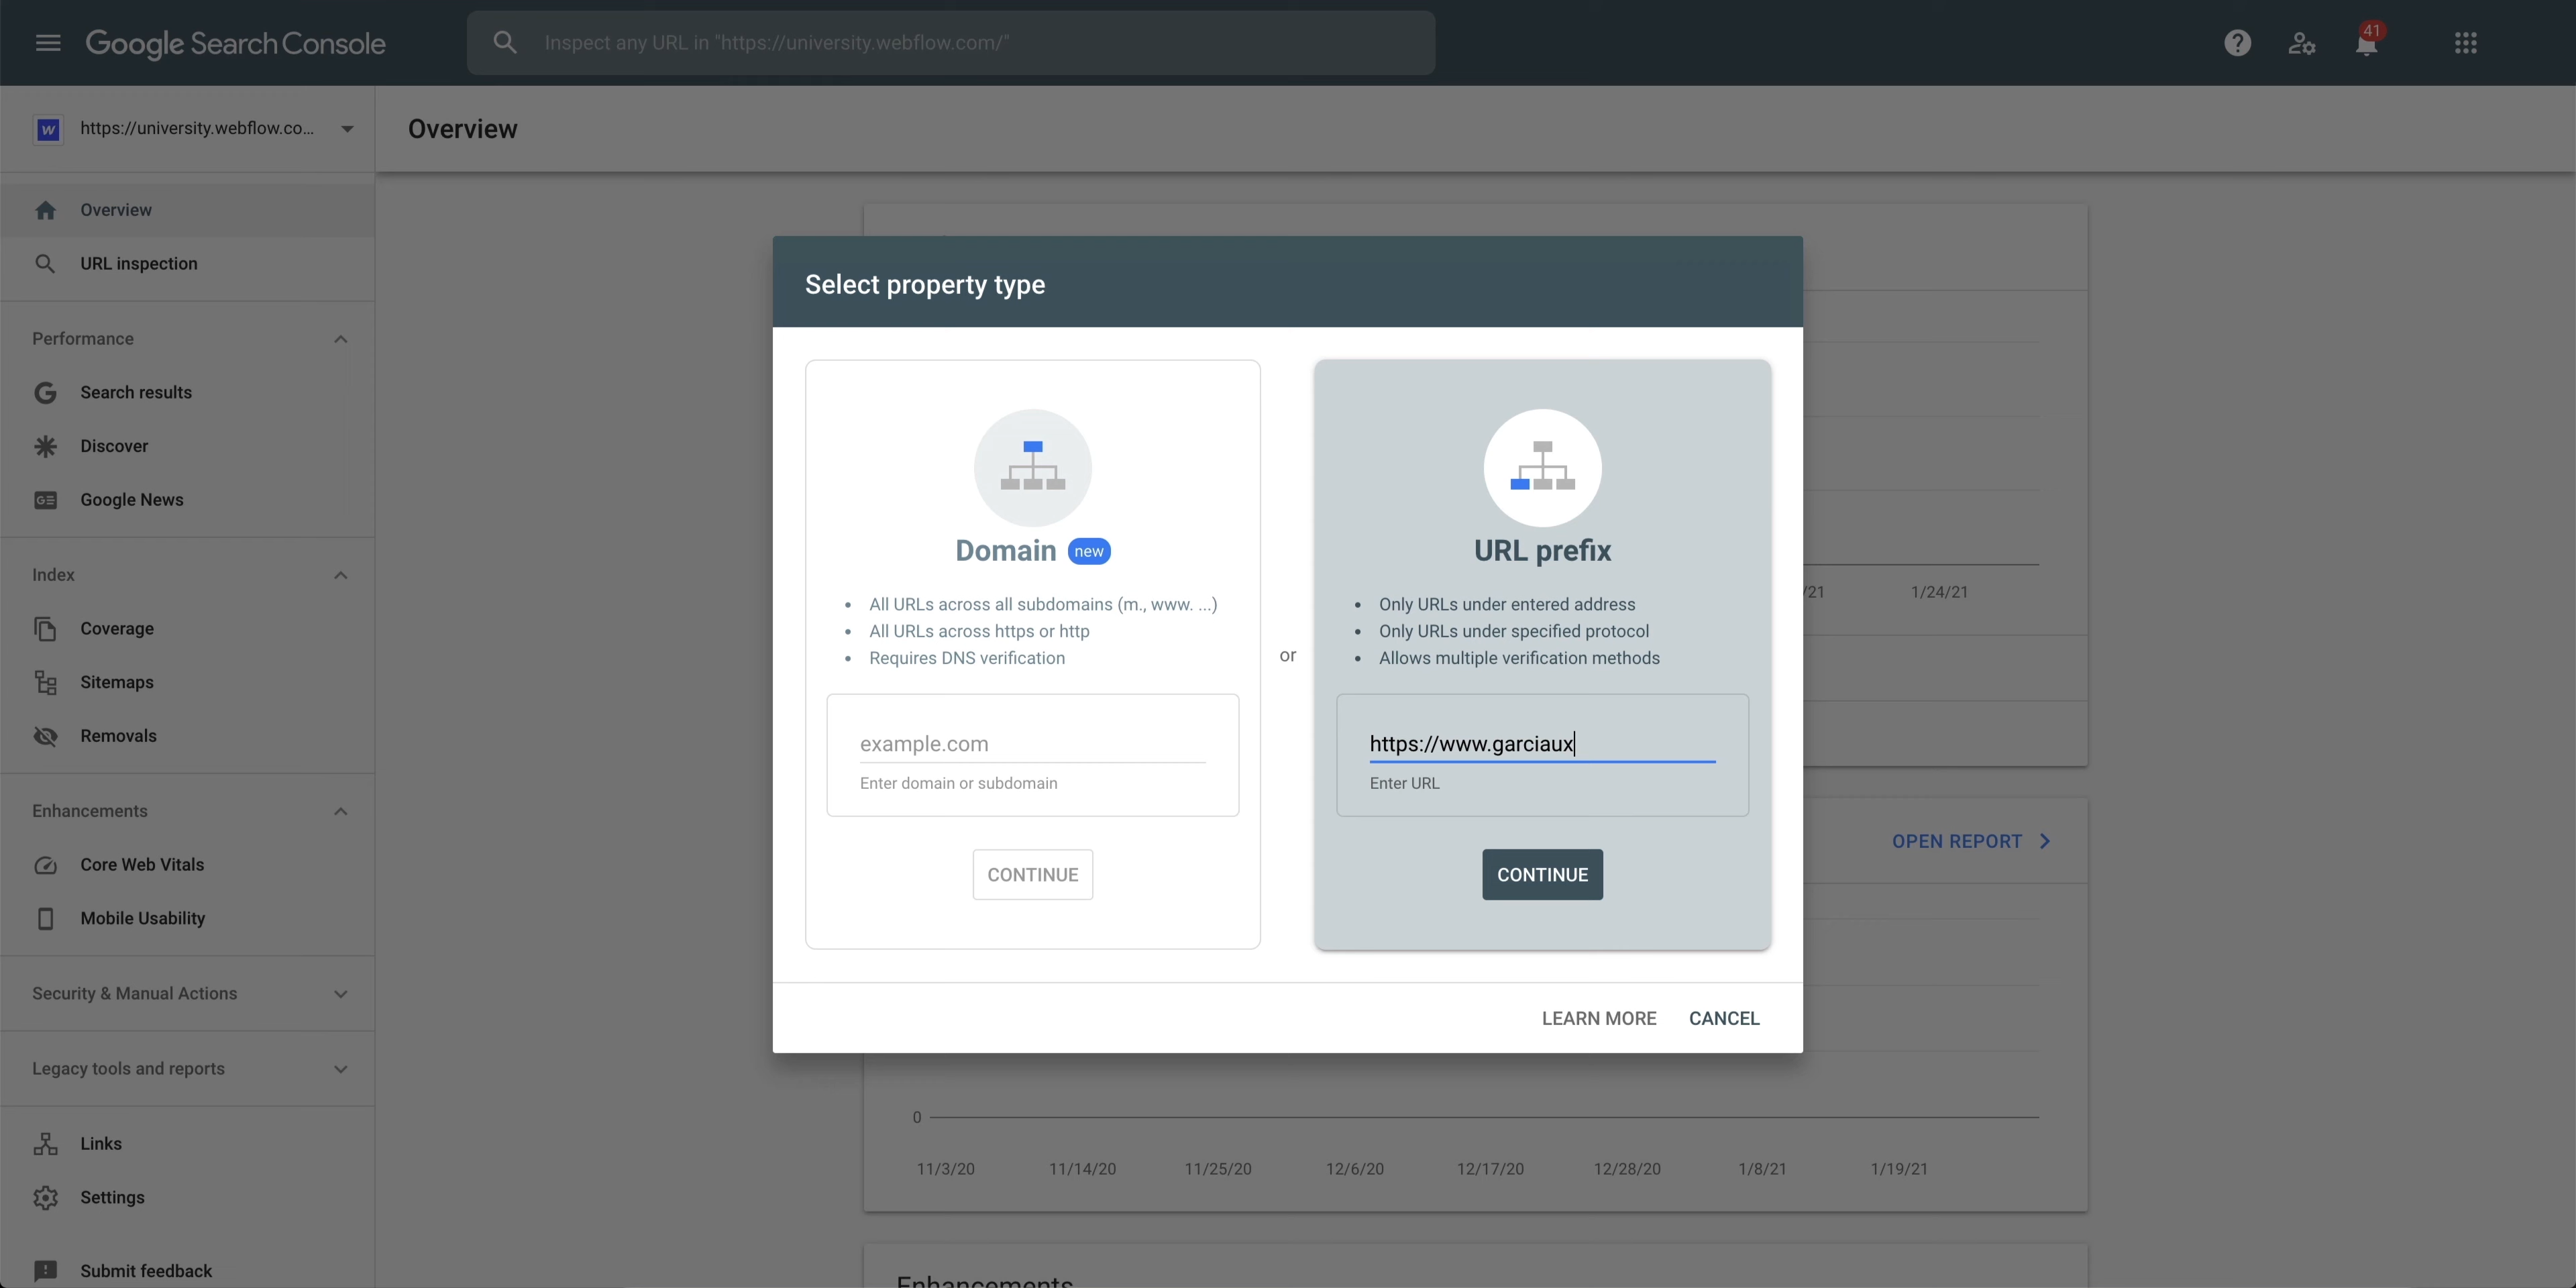 Google Search Console
Inspect any URL in "https://university.webflow.com/"
41
W
https://university.webflow.co...
Overview
Overview
URL inspection
Performance
Search results
Discover
Google News
Index
Coverage
Sitemaps
Removals
Enhancements
Core Web Vitals
Mobile Usability
Security & Manual Actions
Legacy tools and reports
Links
Settings
Submit feedback
Select property type
Domain new
All URLs across all subdomains (m., www. ...)
All URLs across https or http
Requires DNS verification
example.com
Enter domain or subdomain
CONTINUE
or
URL prefix
Only URLs under entered address
Only URLs under specified protocol
Allows multiple verification methods
https://www.garciaux
Enter URL
CONTINUE
LEARN MORE CANCEL
/21 1/24/21
OPEN REPORT
0
11/3/20 11/14/20 11/25/20 12/6/20 12/17/20 12/28/20 1/8/21 1/19/21
Enhancements